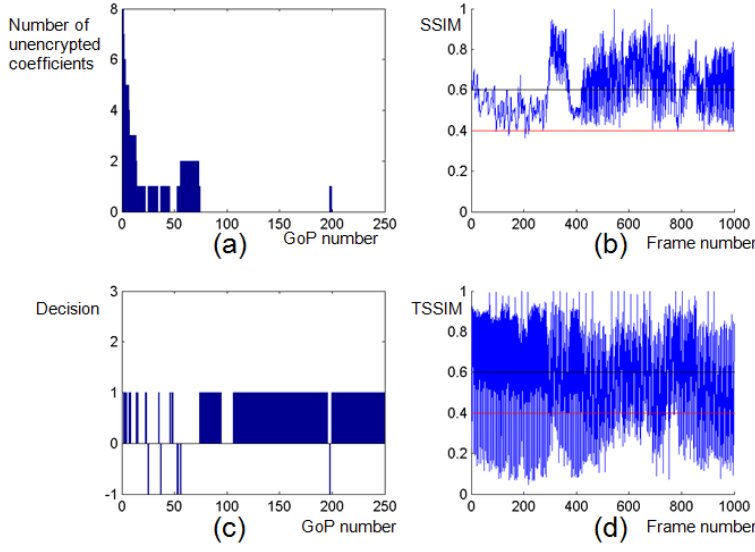 Number of
unencrypted
coefficients
8
6
4
2
0
0 50 100 150 200 250
GoP number
(a)
SSIM
1
0.8
0.6
0.4
0.2
0
0 200 400 600 800 1000
Frame number
(b)
Decision
3
2
1
0
-1
0 50 100 150 200 250
GoP number
(c)
TSSIM
1
0.8
0.6
0.4
0.2
0
0 200 400 600 800 1000
Frame number
(d)